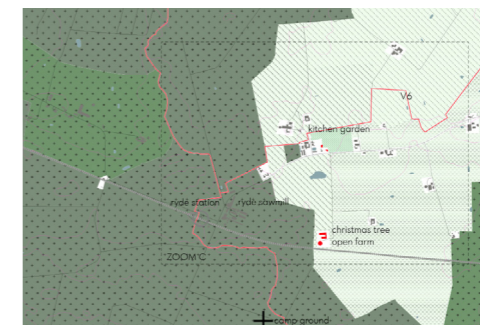 V6
kitchen garden
ryde station
ryde sawmill
christmas tree
open farm
ZOOM C
camp ground